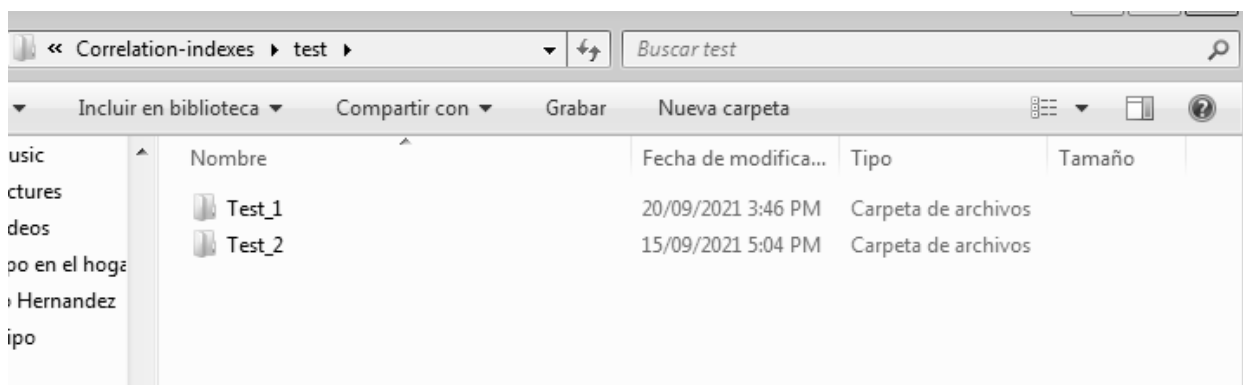 « Correlation-indexes test Buscar test
Incluir en biblioteca Compartir con Grabar Nueva carpeta
usic
ctures
deos
po en el hoga
Hernandez
ipo
Nombre Fecha de modifica... Tipo Tamaño
Test_1 20/09/2021 3:46 PM Carpeta de archivos
Test_2 15/09/2021 5:04 PM Carpeta de archivos